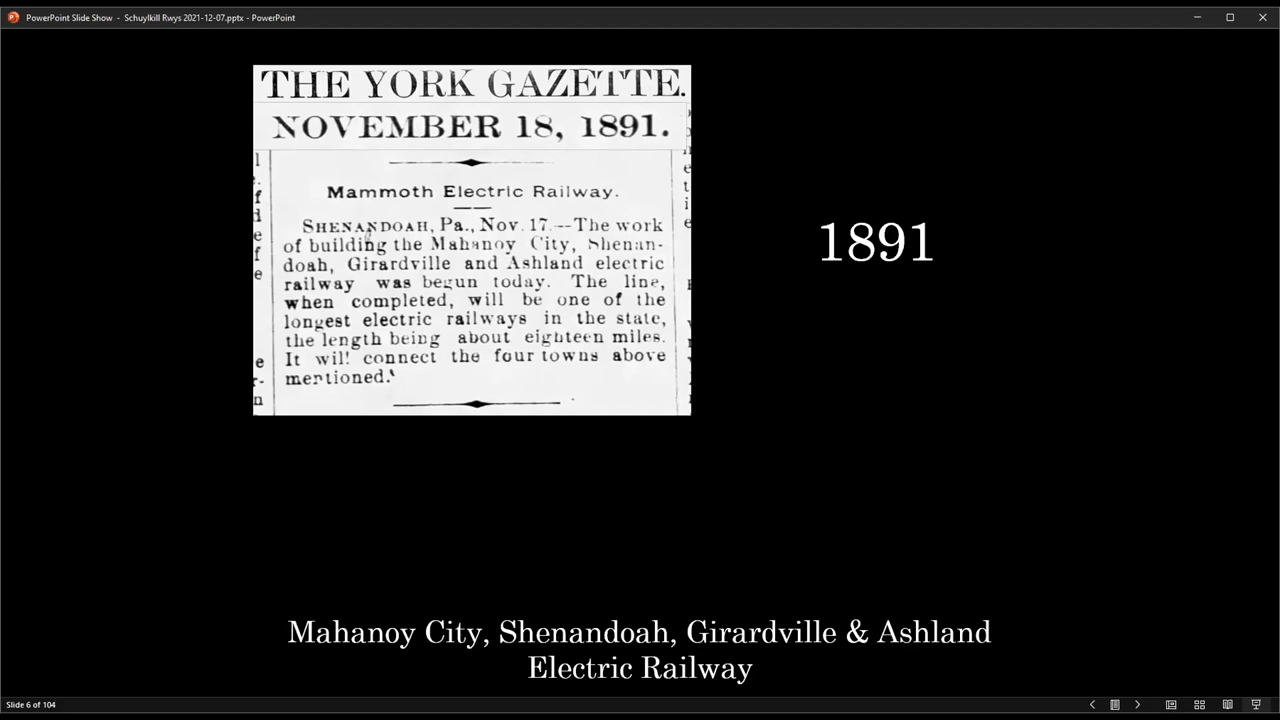 PowerPoint Slide Show - Schuylkill Rwys 2021-12-07.pptx - PowerPoint
THE YORK GAZETTE.
NOVEMBER 18, 1891.
Mammoth Electric Railway.
SHENANDOAH, Pa., Nov. 17.--The work
of building the Mahanoy City, Shenan-
doah, Girardville and Ashland electric
railway was begun today. The line,
when completed, will be one of the
longest electric railways in the state,
the length being about eighteen miles.
It will connect the four towns above
mentioned.
1891
Mahanoy City, Shenandoah, Girardville & Ashland
Electric Railway
Slide 6 of 104